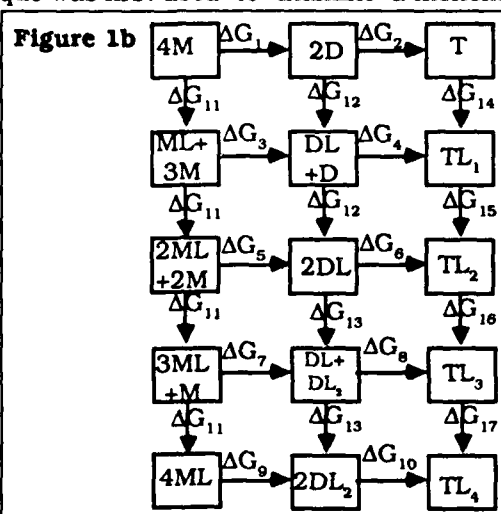 Figure 1b
4M ΔG₁ 2D ΔG₂ T
ΔG₁₁ ΔG₁₂ ΔG₁₄
ML+ ΔG₃ DL ΔG₄ TL₁
3M +D
ΔG₁₁ ΔG₁₂ ΔG₁₅
2ML ΔG₅ 2DL ΔG₆ TL₂
+2M
ΔG₁₁ ΔG₁₃ ΔG₁₆
3ML ΔG₇ DL+ ΔG₈ TL₃
+M DL₂
ΔG₁₁ ΔG₁₃ ΔG₁₇
4ML ΔG₉ 2DL₂ ΔG₁₀ TL₄